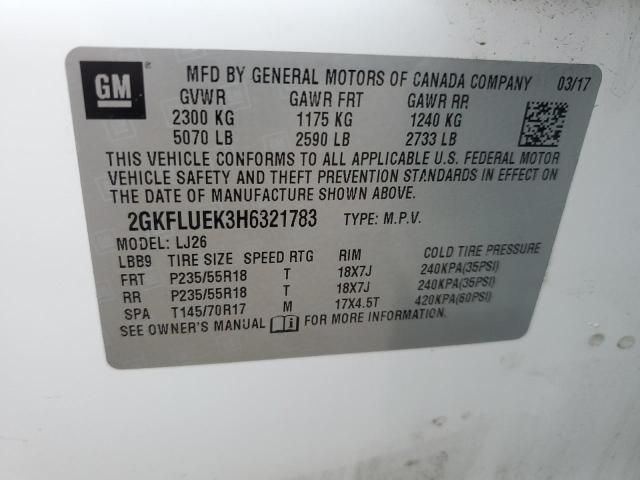 GM
MFD BY GENERAL MOTORS OF CANADA COMPANY 03/17
GVWR GAWR FRT GAWR RR
2300 KG 1175 KG 1240 KG
5070 LB 2590 LB 2733 LB
THIS VEHICLE CONFORMS TO ALL APPLICABLE U.S. FEDERAL MOTOR
VEHICLE SAFETY AND THEFT PREVENTION STANDARDS IN EFFECT ON
THE DATE OF MANUFACTURE SHOWN ABOVE.
2GKFLUEK3H6321783 TYPE: M.P.V.
MODEL: LJ26
LBB9 TIRE SIZE SPEED RTG RIM COLD TIRE PRESSURE
FRT P235/55R18 T 18X7J 240KPA(35PSI)
RR P235/55R18 T 18X7J 240KPA(35PSI)
SPA T145/70R17 M 17X4.5T 420KPA(60PSI)
SEE OWNER'S MANUAL FOR MORE INFORMATION.